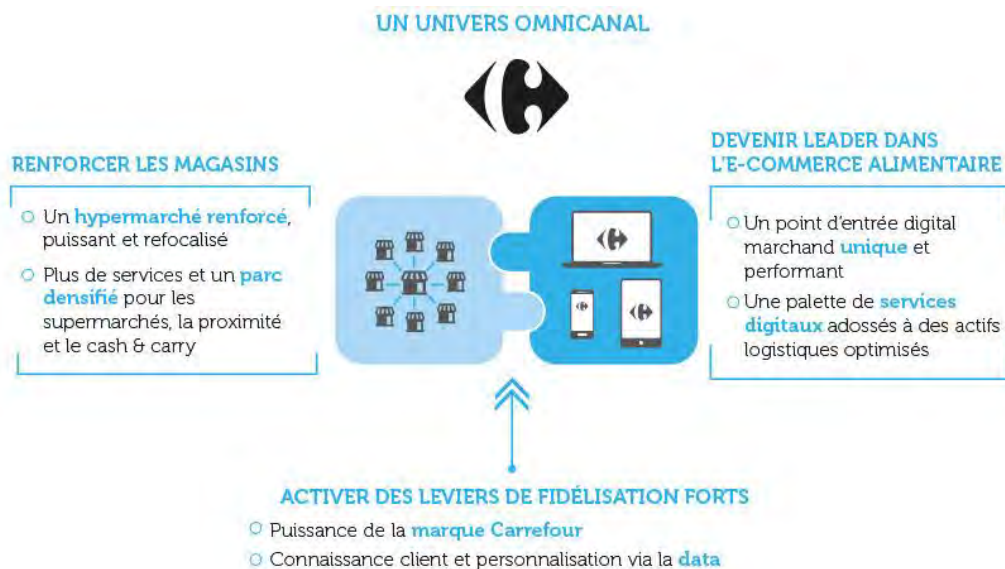 UN UNIVERS OMNICANAL
RENFORCER LES MAGASINS
○ Un hypermarché renforcé,
puissant et refocalisé
○ Plus de services et un parc
densifié pour les
supermarchés, la proximité
et le cash & carry
DEVENIR LEADER DANS
L'E-COMMERCE ALIMENTAIRE
○ Un point d'entrée digital
marchand unique et
performant
○ Une palette de services
digitaux adossés à des actifs
logistiques optimisés
ACTIVER DES LEVIERS DE FIDÉLISATION FORTS
○ Puissance de la marque Carrefour
○ Connaissance client et personnalisation via la data